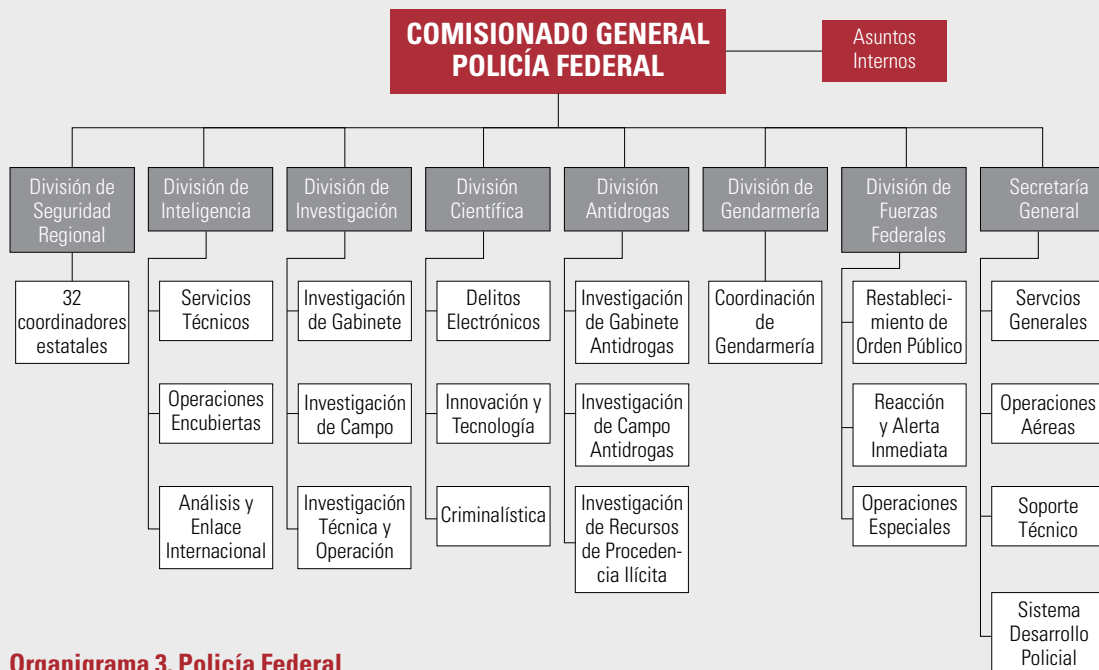 COMISIONADO GENERAL
POLICÍA FEDERAL
Asuntos
Internos
División de
Seguridad
Regional
División de
Inteligencia
División de
Investigación
División
Científica
División
Antidrogas
División de
Gendarmería
División de
Fuerzas
Federales
Secretaría
General
32
coordinadores
estatales
Servicios
Técnicos
Operaciones
Encubiertas
Análisis y
Enlace
Internacional
Investigación
de Gabinete
Investigación
de Campo
Investigación
Técnica y
Operación
Delitos
Electrónicos
Innovación y
Tecnología
Criminalística
Investigación
de Gabinete
Antidrogas
Investigación
de Campo
Antidrogas
Investigación
de Recursos
de Proceden-
cia Ilícita
Coordinación
de
Gendarmería
Restableci-
miento de
Orden Público
Reacción
y Alerta
Inmediata
Operaciones
Especiales
Servcios
Generales
Operaciones
Aéreas
Soporte
Técnico
Sistema
Desarrollo
Policial
Organigrama 3. Policía Federal